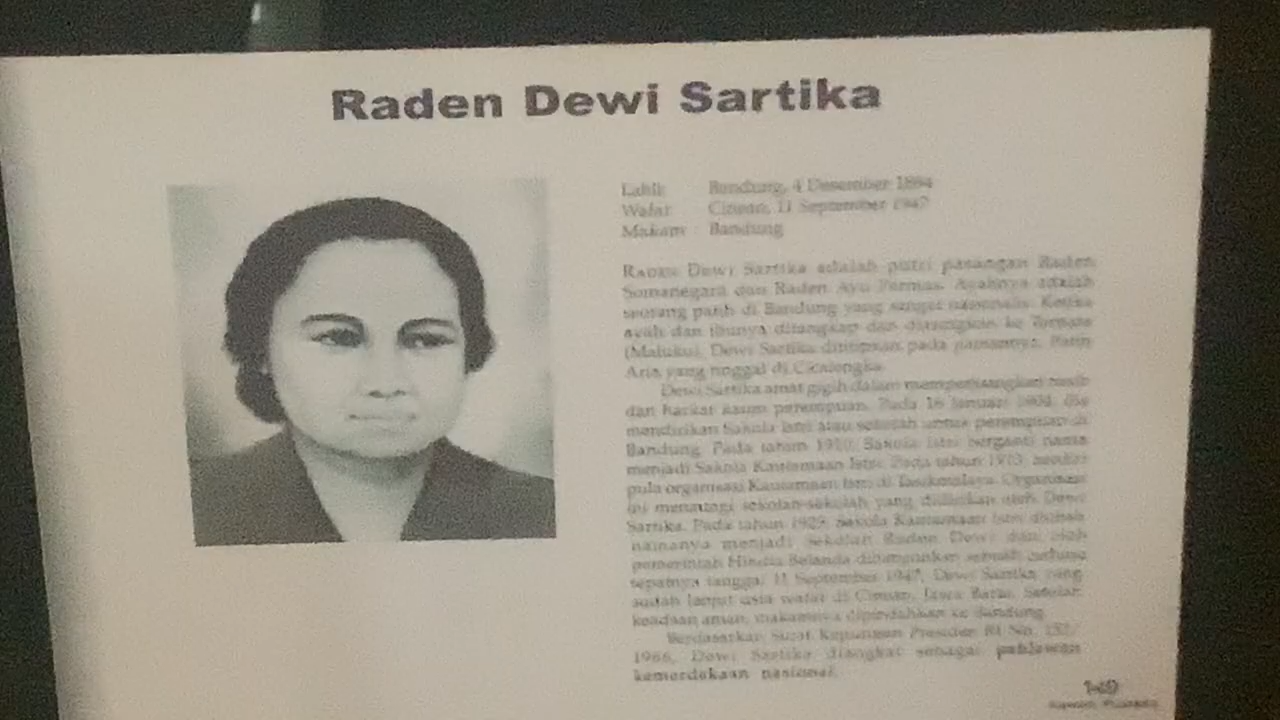 Raden Dewi Sartika
Lahir Bandung, 4 Desember 1884
Wafat Cineam, 11 September 1947
Makam Bandung
RADEN Dewi Sartika adalah putri pasangan Raden
Somanegara dan Raden Ayu Permas. Ayahnya adalah
seorang patih di Bandung yang sangat nasionalis. Ketika
ayah dan ibunya ditangkap dan diasingkan ke Ternate
(Maluku), Dewi Sartika dititipkan pada pamannya, Patih
Aria yang tinggal di Cicalengka.
Dewi Sartika amat gigih dalam memperjuangkan nasib
dan harkat kaum perempuan. Pada 16 Januari 1904, dia
mendirikan Sakola Istri atau sekolah untuk perempuan di
Bandung. Pada tahun 1910, Sakola Istri berganti nama
menjadi Sakola Kautamaan Istri. Pada tahun 1912, berdiri
pula organisasi Kautamaan Istri di Tasikmalaya. Organisasi
ini menaungi sekolah-sekolah yang didirikan oleh Dewi
Sartika. Pada tahun 1929, Sakola Kautamaan Istri diubah
namanya menjadi Sekolah Raden Dewi dan oleh
pemerintah Hindia Belanda dibangunkan sebuah gedung
tepatnya tanggal 11 September 1947, Dewi Sartika yang
sudah lanjut usia wafat di Cineam, Jawa Barat. Setelah
keadaan aman, makamnya dipindahkan ke Bandung.
Berdasarkan Surat Keputusan Presiden RI No. 152/
1966, Dewi Sartika diangkat sebagai pahlawan
kemerdekaan nasional.